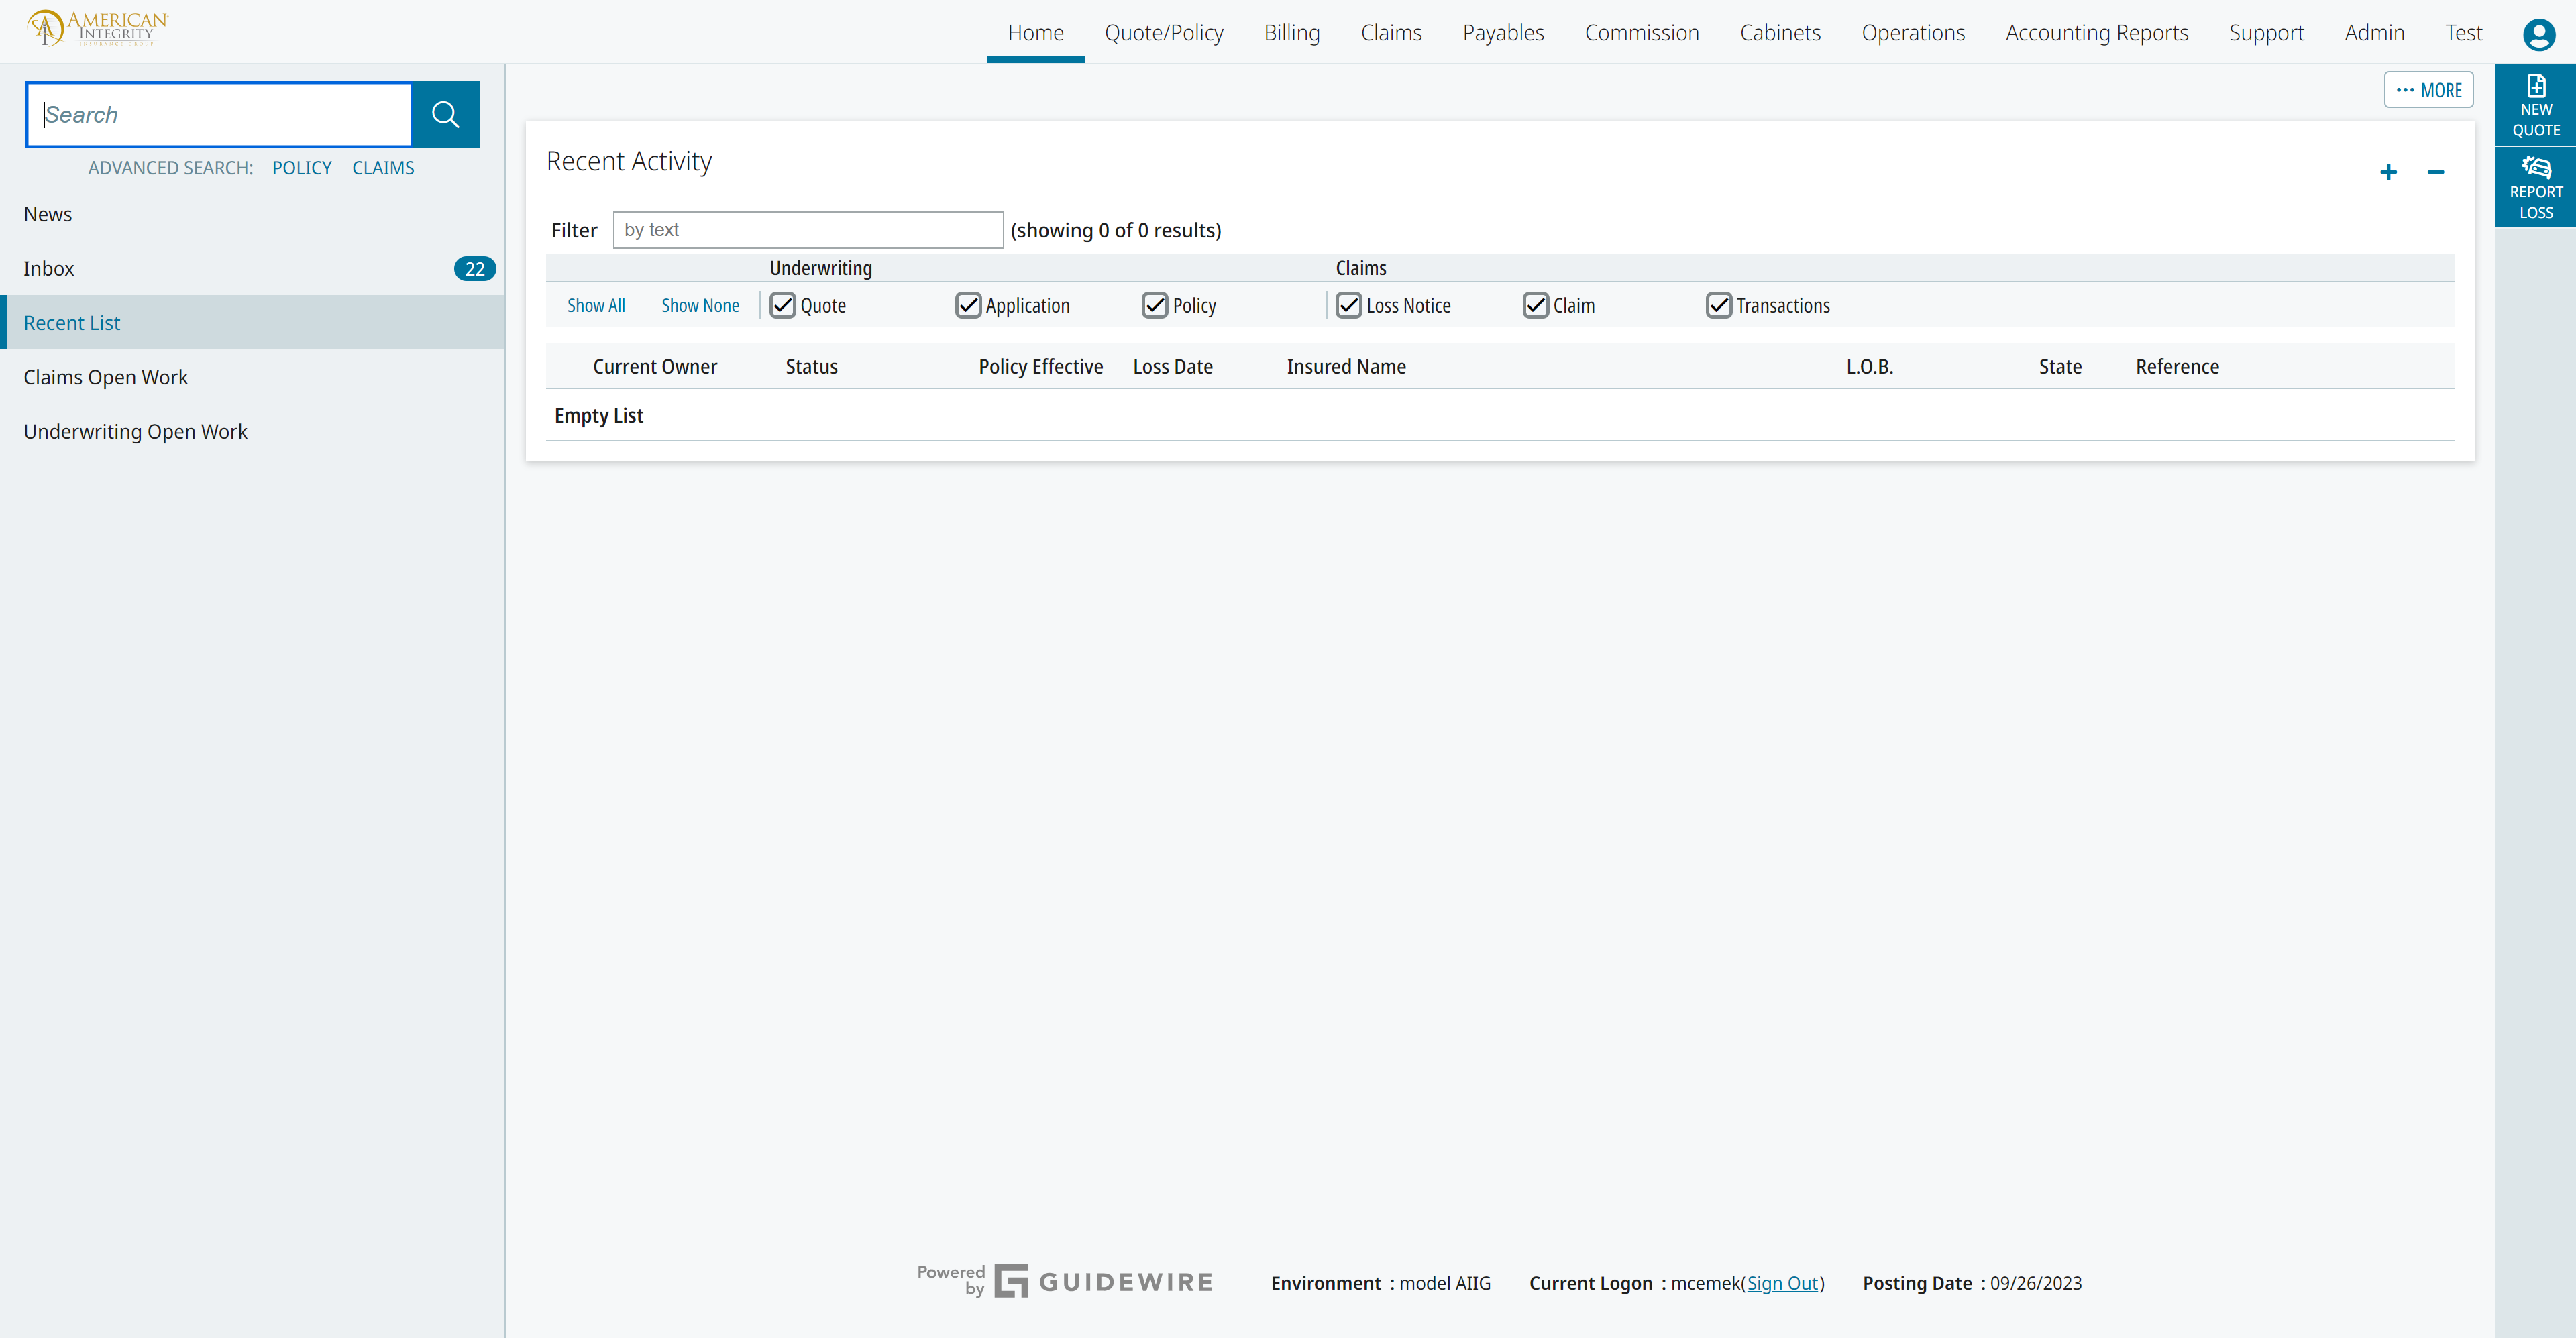 AMERICAN
INTEGRITY
INSURANCE GROUP
Home Quote/Policy Billing Claims Payables Commission Cabinets Operations Accounting Reports Support Admin Test
Search
ADVANCED SEARCH: POLICY CLAIMS
News
Inbox 22
Recent List
Claims Open Work
Underwriting Open Work
••• MORE
NEW
QUOTE
REPORT
LOSS
Recent Activity
Filter by text (showing 0 of 0 results)
Underwriting Claims
Show All Show None Quote Application Policy Loss Notice Claim Transactions
Current Owner Status Policy Effective Loss Date Insured Name L.O.B. State Reference
Empty List
Powered
by GUIDEWIRE
Environment : model AIIG Current Logon : mcemek(Sign Out) Posting Date : 09/26/2023